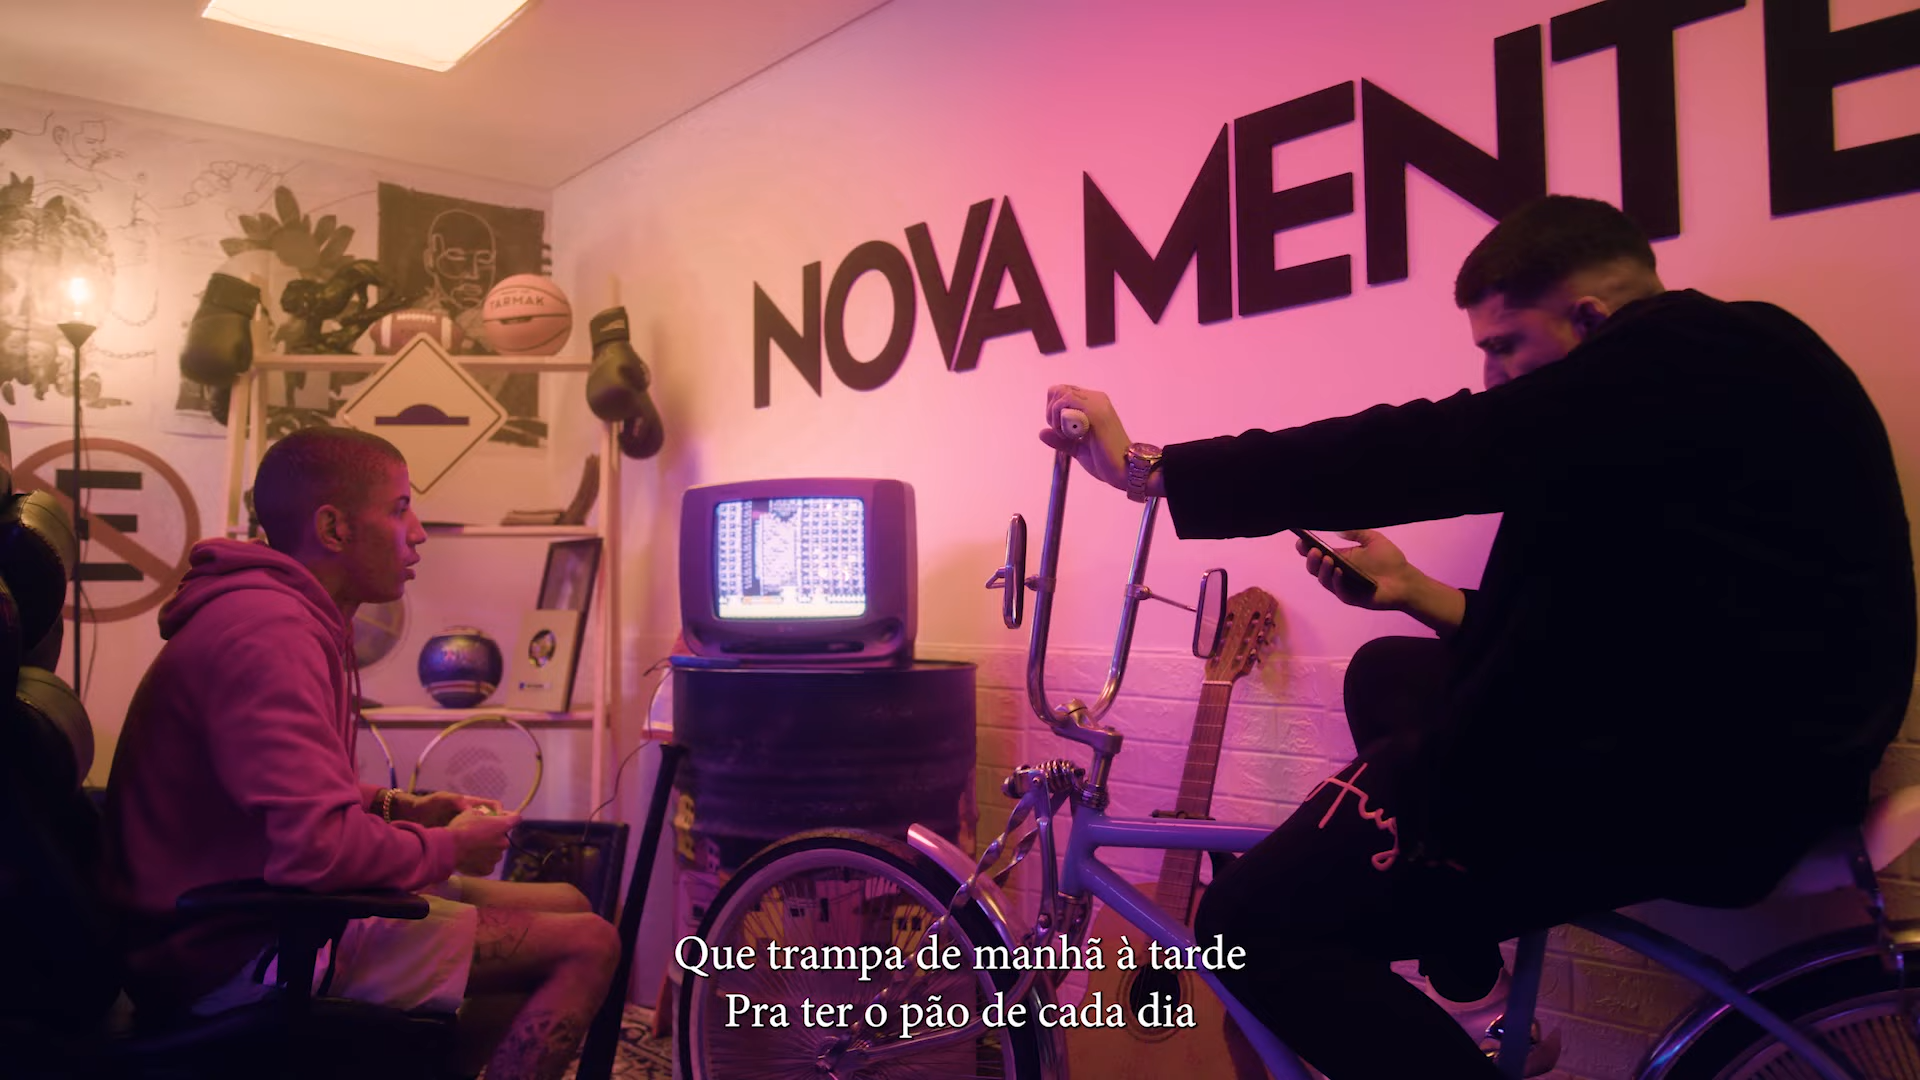 NOVA MENTE
TARMAK
E
Que trampa de manhã à tarde
Pra ter o pão de cada dia